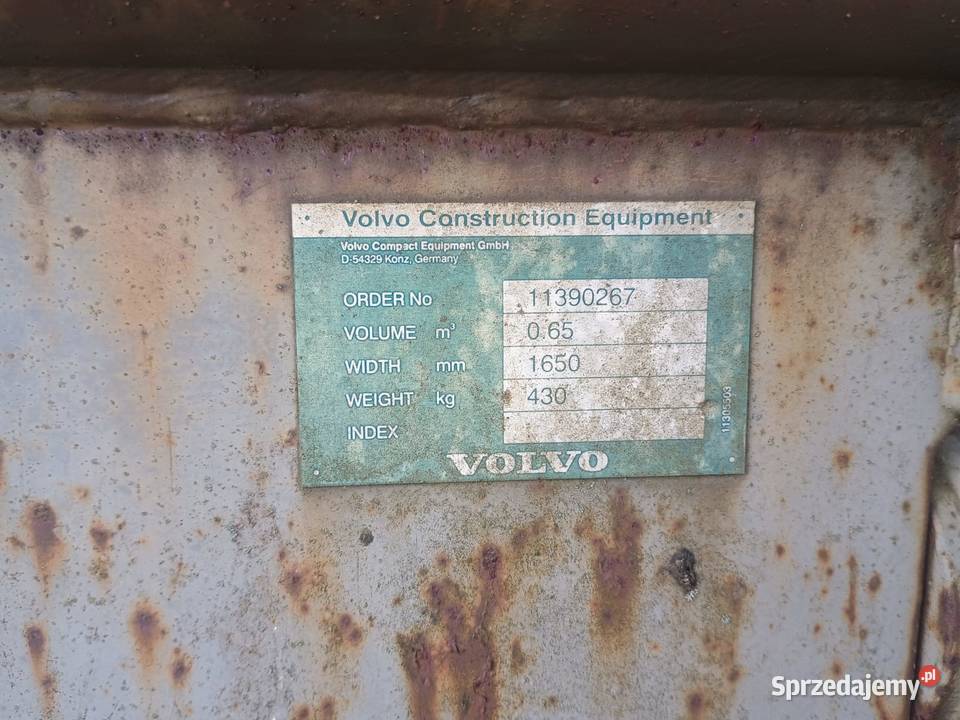 Volvo Construction Equipment
Volvo Compact Equipment GmbH
D-54329 Konz, Germany
ORDER No 11390267
VOLUME m³ 0.65
WIDTH mm 1650
WEIGHT kg 430
INDEX
11305503
VOLVO
Sprzedajemy.pl